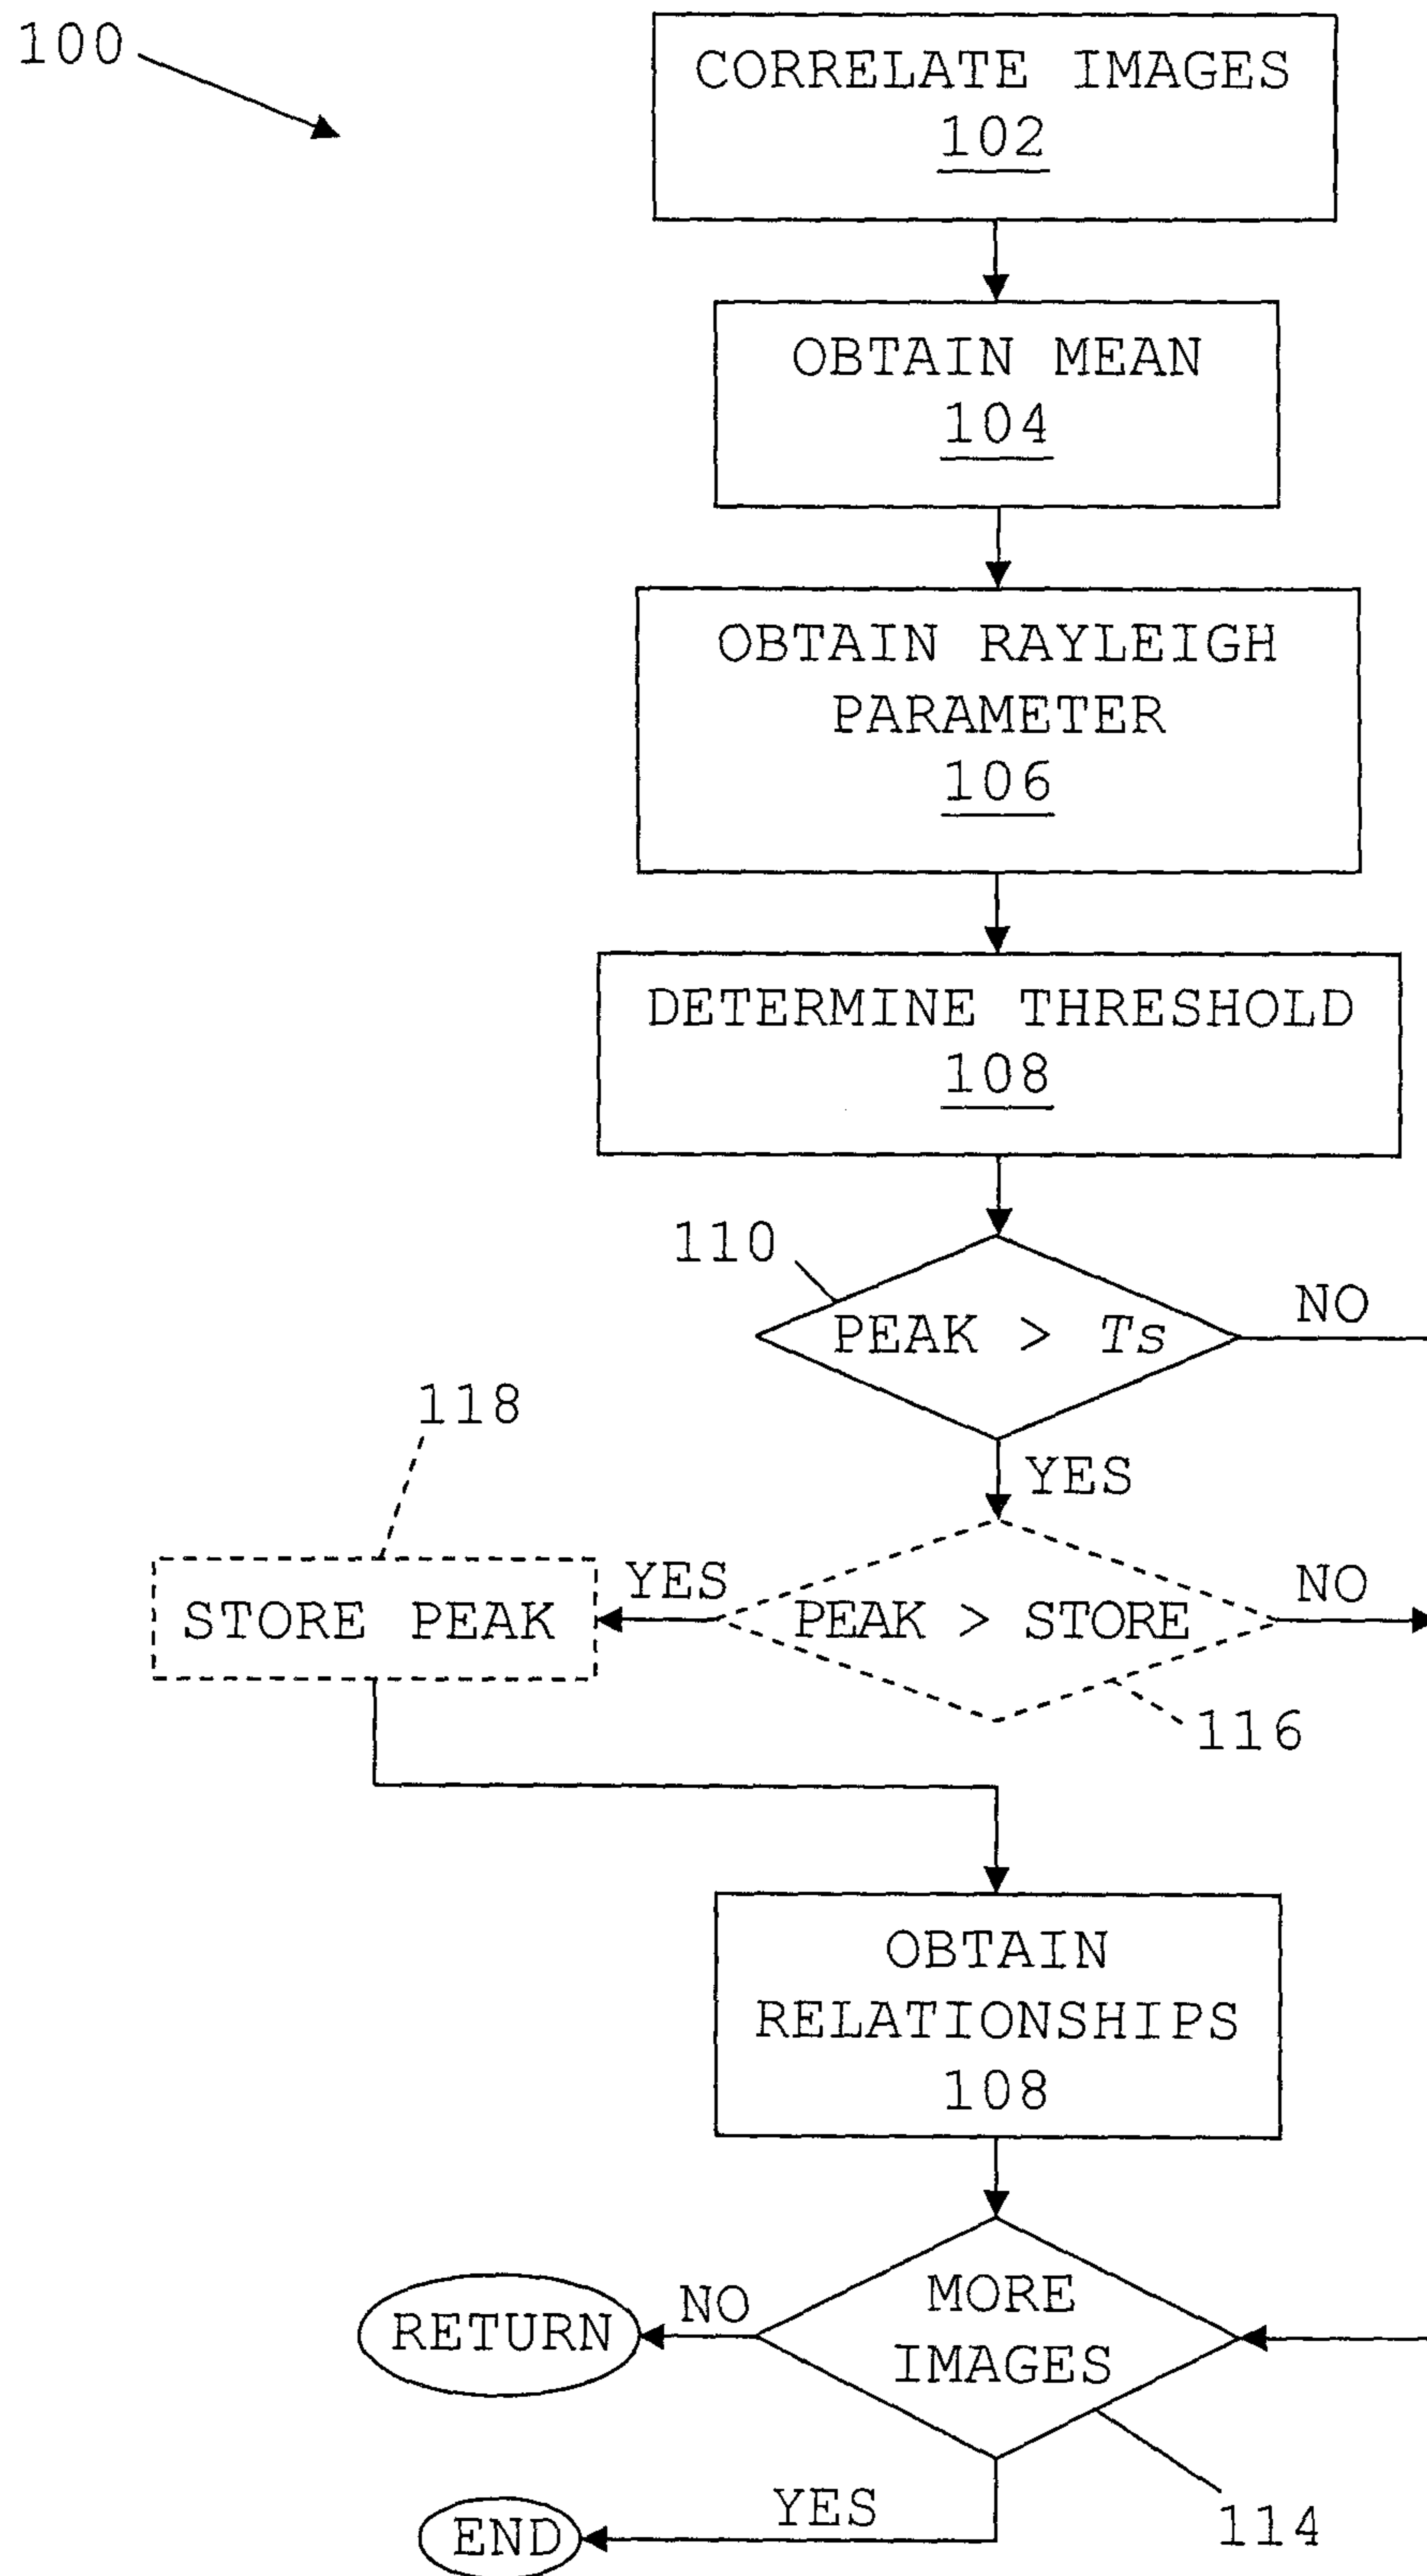 100
CORRELATE IMAGES
102
OBTAIN MEAN
104
OBTAIN RAYLEIGH
PARAMETER
106
DETERMINE THRESHOLD
108
110
PEAK > Ts
NO
YES
118
STORE PEAK
YES
PEAK > STORE
NO
116
OBTAIN
RELATIONSHIPS
108
MORE
IMAGES
NO
RETURN
YES
END
114